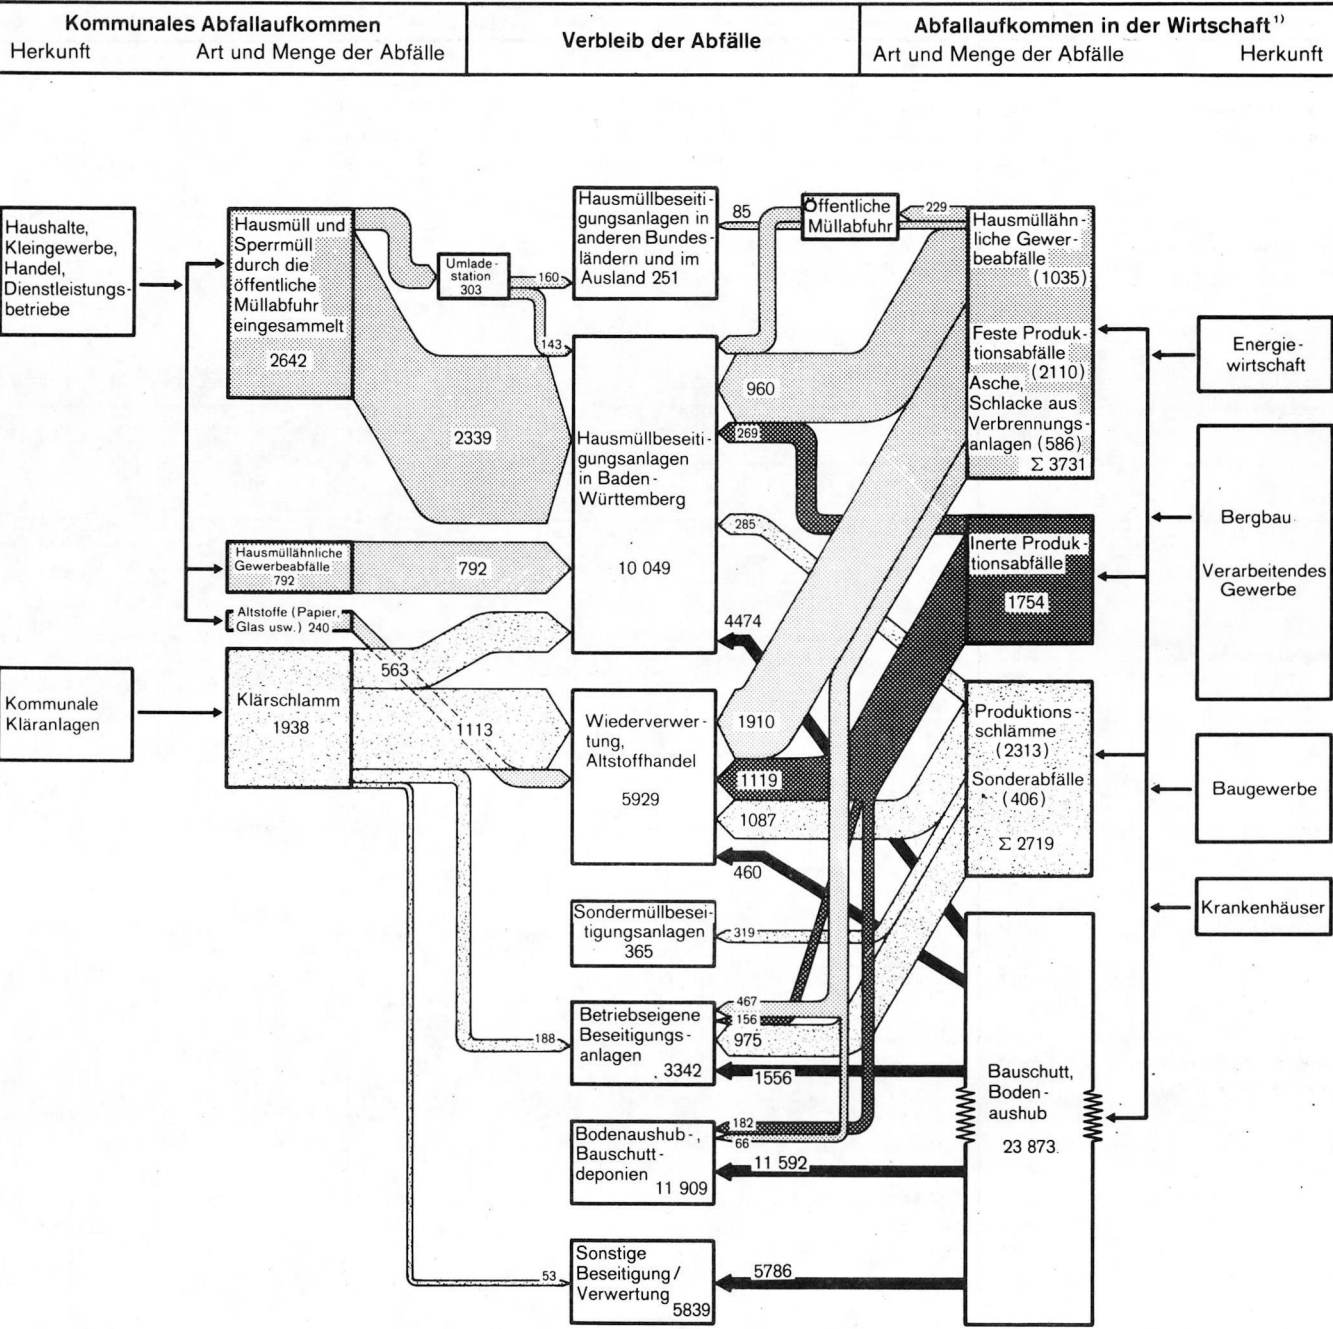 Kommunales Abfallaufkommen
Herkunft Art und Menge der Abfälle
Verbleib der Abfälle
Abfallaufkommen in der Wirtschaft¹⁾
Art und Menge der Abfälle Herkunft
Haushalte,
Kleingewerbe,
Handel,
Dienstleistungs-
betriebe
Kommunale
Kläranlagen
Hausmüll und
Sperrmüll
durch die
öffentliche
Müllabfuhr
eingesammelt
2642
Hausmüllähnliche
Gewerbeabfälle
792
Altstoffe (Papier,
Glas usw.) 240
Klärschlamm
1938
Umlade-
station
303
160
143
2339
792
563
1113
188
53
Hausmüllbeseiti-
gungsanlagen in
anderen Bundes-
ländern und im
Ausland 251
Hausmüllbeseiti-
gungsanlagen
in Baden-
Württemberg
10 049
Wiederverwer-
tung,
Altstoffhandel
5929
Sondermüllbesei-
tigungsanlagen
365
Betriebseigene
Beseitigungs-
anlagen
3342
Bodenaushub-,
Bauschutt-
deponien
11 909
Sonstige
Beseitigung/
Verwertung
5839
85
Öffentliche
Müllabfuhr
229
960
269
285
4474
1910
1119
1087
460
319
467
156
975
1556
182
66
11 592
5786
Hausmüllähn-
liche Gewer-
beabfälle
(1035)
Feste Produk-
tionsabfälle
(2110)
Asche,
Schlacke aus
Verbrennungs-
anlagen (586)
Σ 3731
Inerte Produk-
tionsabfälle
1754
Produktions-
schlämme
(2313)
Sonderabfälle
(406)
Σ 2719
Bauschutt,
Boden-
aushub
23 873
Energie-
wirtschaft
Bergbau
Verarbeitendes
Gewerbe
Baugewerbe
Krankenhäuser